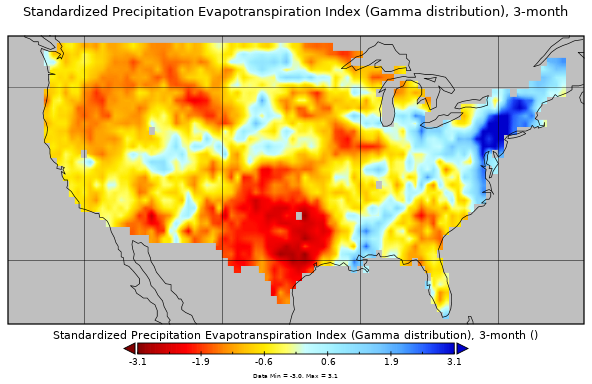 Standardized Precipitation Evapotranspiration Index (Gamma distribution), 3-month
Standardized Precipitation Evapotranspiration Index (Gamma distribution), 3-month ()
-3.1 -1.9 -0.6 0.6 1.9 3.1
Data Min = -3.0, Max = 3.1